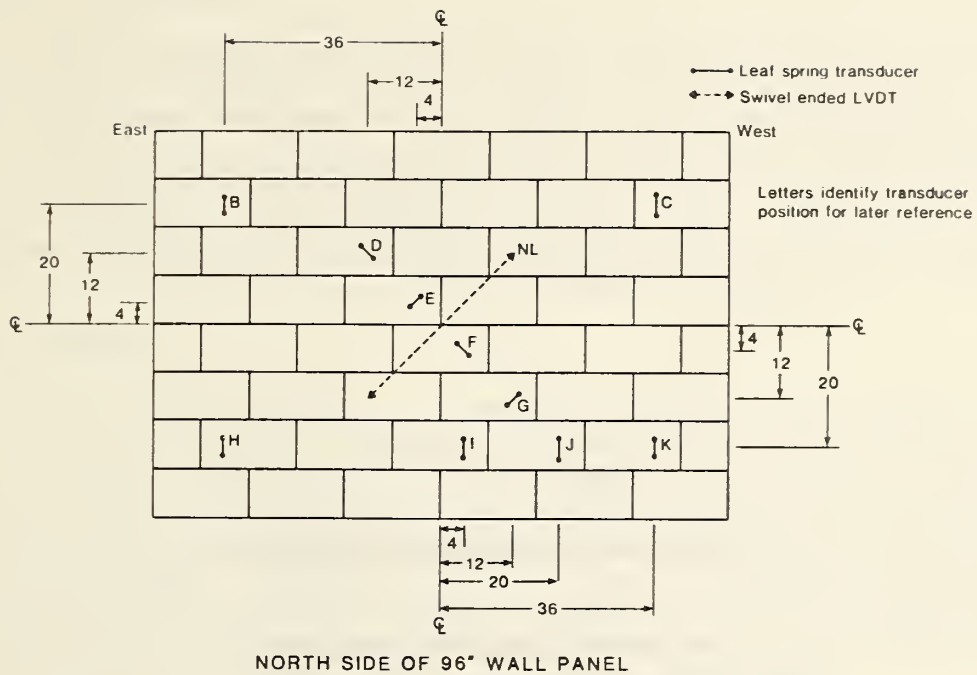 ℄
36
12
4
Leaf spring transducer
Swivel ended LVDT
East
West
B
C
Letters identify transducer
position for later reference
D
NL
20
12
4
E
℄
℄
F
4
12
G
20
H
I
J
K
4
12
20
36
℄
NORTH SIDE OF 96" WALL PANEL